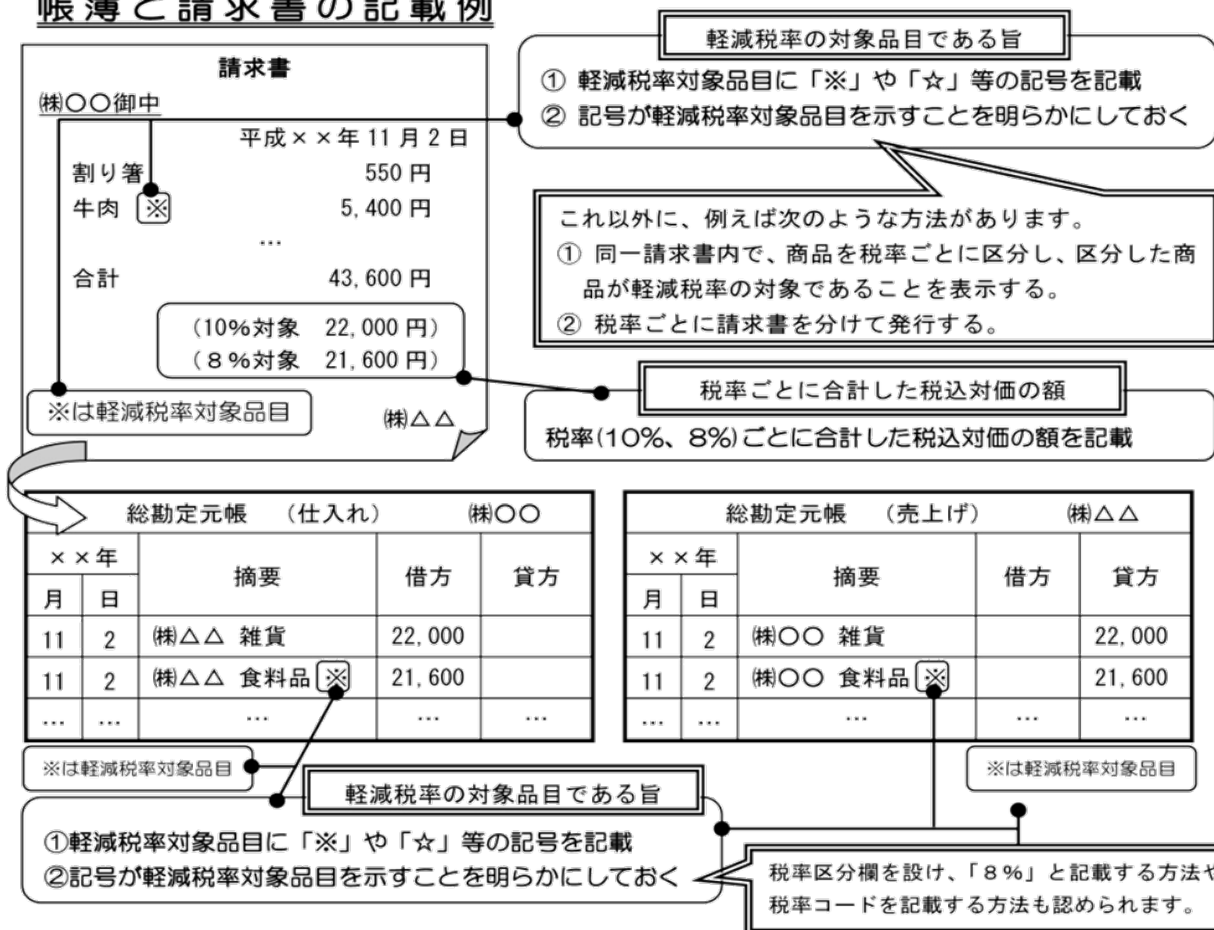 帳簿と請求書の記載例
請求書
㈱○○御中
平成××年 11 月 2 日
割り箸 550 円
牛肉 ※ 5,400 円
…
合計 43,600 円
(10%対象 22,000 円)
(8%対象 21,600 円)
※は軽減税率対象品目
㈱△△
軽減税率の対象品目である旨
① 軽減税率対象品目に「※」や「☆」等の記号を記載
② 記号が軽減税率対象品目を示すことを明らかにしておく
これ以外に、例えば次のような方法があります。
① 同一請求書内で、商品を税率ごとに区分し、区分した商
品が軽減税率の対象であることを表示する。
② 税率ごとに請求書を分けて発行する。
税率ごとに合計した税込対価の額
税率(10%、8%)ごとに合計した税込対価の額を記載
総勘定元帳 (仕入れ) ㈱○○
××年 摘要 借方 貸方
月 日
11 2 ㈱△△ 雑貨 22,000
11 2 ㈱△△ 食料品 ※ 21,600
… … … … …
※は軽減税率対象品目
総勘定元帳 (売上げ) ㈱△△
××年 摘要 借方 貸方
月 日
11 2 ㈱○○ 雑貨 22,000
11 2 ㈱○○ 食料品 ※ 21,600
… … … … …
※は軽減税率対象品目
軽減税率の対象品目である旨
①軽減税率対象品目に「※」や「☆」等の記号を記載
②記号が軽減税率対象品目を示すことを明らかにしておく
税率区分欄を設け、「8%」と記載する方法や
税率コードを記載する方法も認められます。